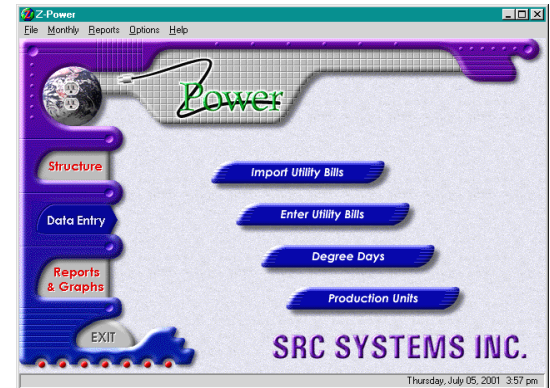 Z-Power
File Monthly Reports Options Help
Z Power
Structure
Import Utility Bills
Data Entry
Enter Utility Bills
Degree Days
Reports
& Graphs
Production Units
EXIT
SRC SYSTEMS INC.
Thursday, July 05, 2001 3:57 pm